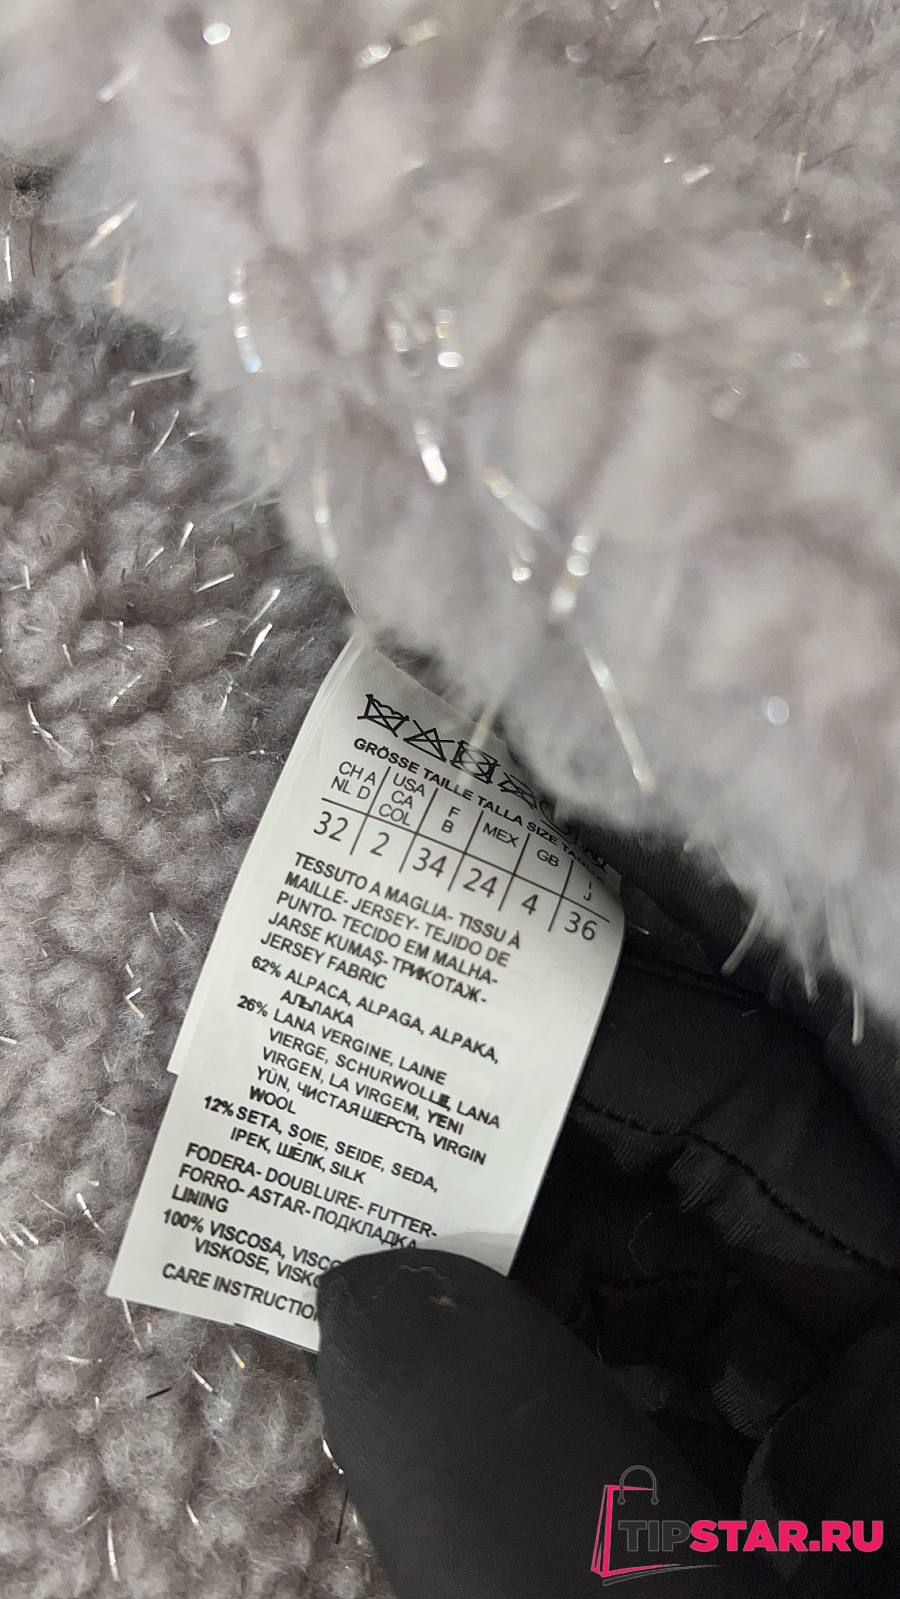 GRÖSSE TAILLE TALLA SIZE
CH A USA F MEX GB I
NL D CA B J
COL
32 2 34 24 4 36
TESSUTO A MAGLIA- TISSU À
MAILLE- JERSEY- TEJIDO DE
PUNTO- TECIDO EM MALHA-
JARSE KUMAŞ- ТРИКОТАЖ-
JERSEY FABRIC
62% ALPACA, ALPAGA, ALPAKA,
АЛЬПАКА
26% LANA VERGINE, LAINE
VIERGE, SCHURWOLLE, LANA
VIRGEN, LA VIRGEM, YENI
YÜN, ЧИСТАЯ ШЕРСТЬ, VIRGIN
WOOL
12% SETA, SOIE, SEIDE, SEDA,
IPEK, ШЁЛК, SILK
FODERA- DOUBLURE- FUTTER-
FORRO- ASTAR- ПОДКЛАДКА
LINING
100% VISCOSA,
VISKOSE,
CARE
TIPSTAR.RU